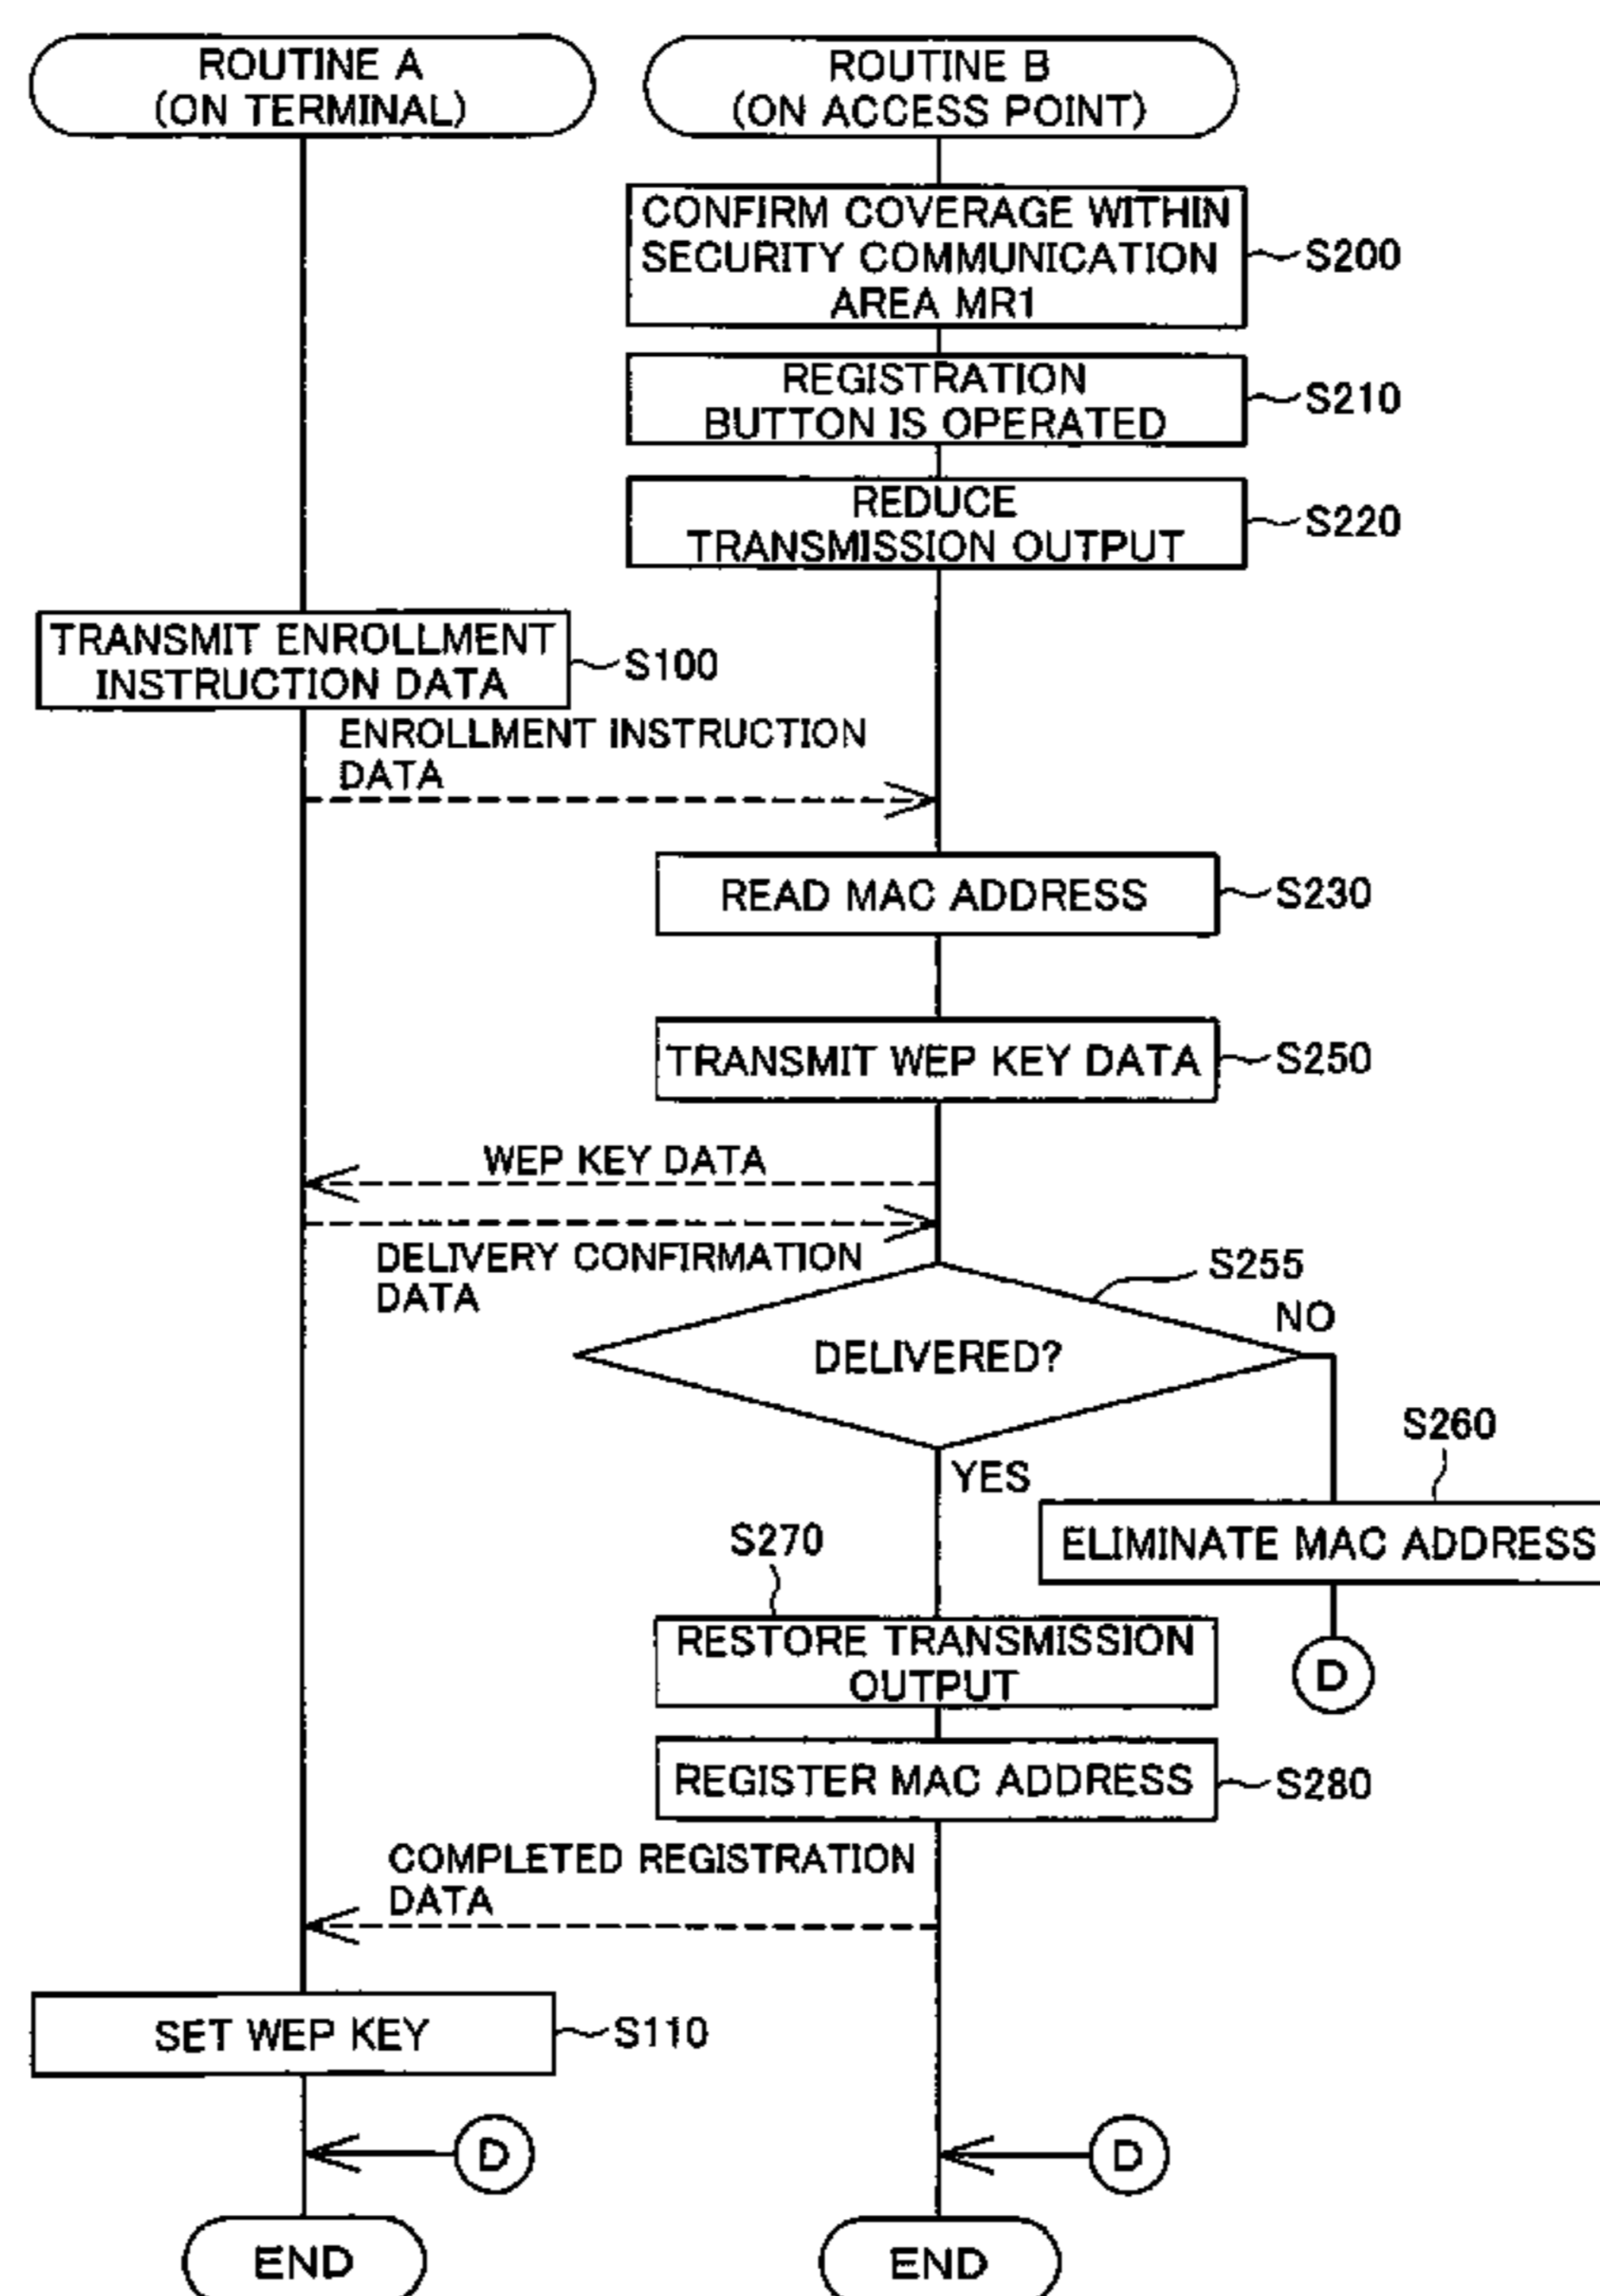 ROUTINE A
(ON TERMINAL)
ROUTINE B
(ON ACCESS POINT)
CONFIRM COVERAGE WITHIN
SECURITY COMMUNICATION
AREA MR1
S200
REGISTRATION
BUTTON IS OPERATED
S210
REDUCE
TRANSMISSION OUTPUT
S220
TRANSMIT ENROLLMENT
INSTRUCTION DATA
S100
ENROLLMENT INSTRUCTION
DATA
READ MAC ADDRESS
S230
TRANSMIT WEP KEY DATA
S250
WEP KEY DATA
DELIVERY CONFIRMATION
DATA
S255
NO
DELIVERED?
YES
S260
ELIMINATE MAC ADDRESS
D
S270
RESTORE TRANSMISSION
OUTPUT
REGISTER MAC ADDRESS
S280
COMPLETED REGISTRATION
DATA
SET WEP KEY
S110
D
D
END
END